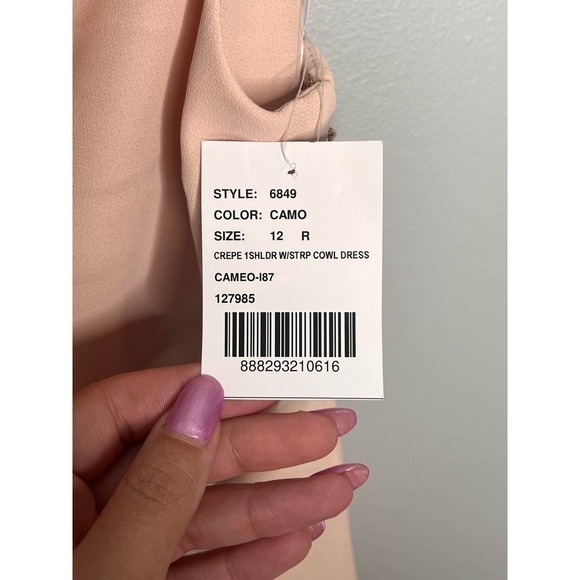 STYLE: 6849
COLOR: CAMO
SIZE: 12 R
CREPE 1SHLDR W/STRP COWL DRESS
CAMEO-I87
127985
888293210616